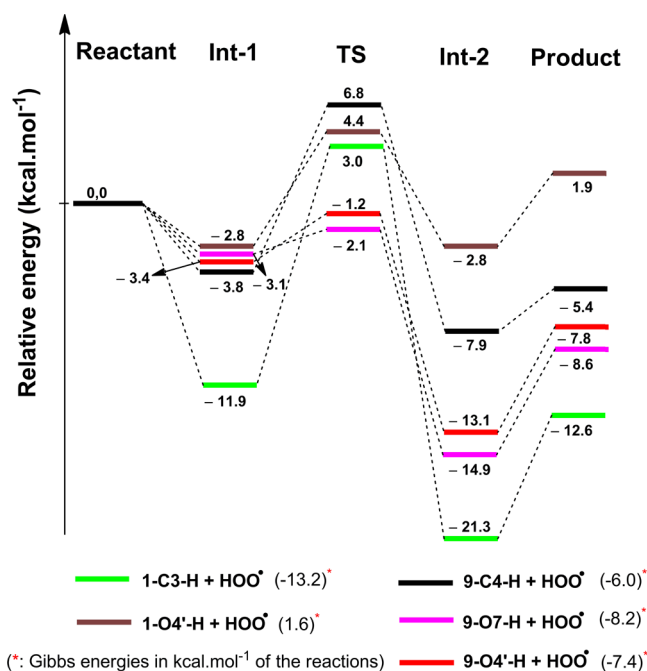 Reactant Int-1 TS Int-2 Product
Relative energy (kcal.mol⁻¹)
6.8
4.4
3.0
1.9
0,0
– 1.2
– 2.8
– 2.1
– 2.8
– 3.4
– 3.1
– 3.8
– 5.4
– 7.9
– 7.8
– 8.6
– 11.9
– 13.1
– 12.6
– 14.9
– 21.3
1-C3-H + HOO• (-13.2)*
9-C4-H + HOO• (-6.0)*
1-O4'-H + HOO• (1.6)*
9-O7-H + HOO• (-8.2)*
(*: Gibbs energies in kcal.mol⁻¹ of the reactions)
9-O4'-H + HOO• (-7.4)*